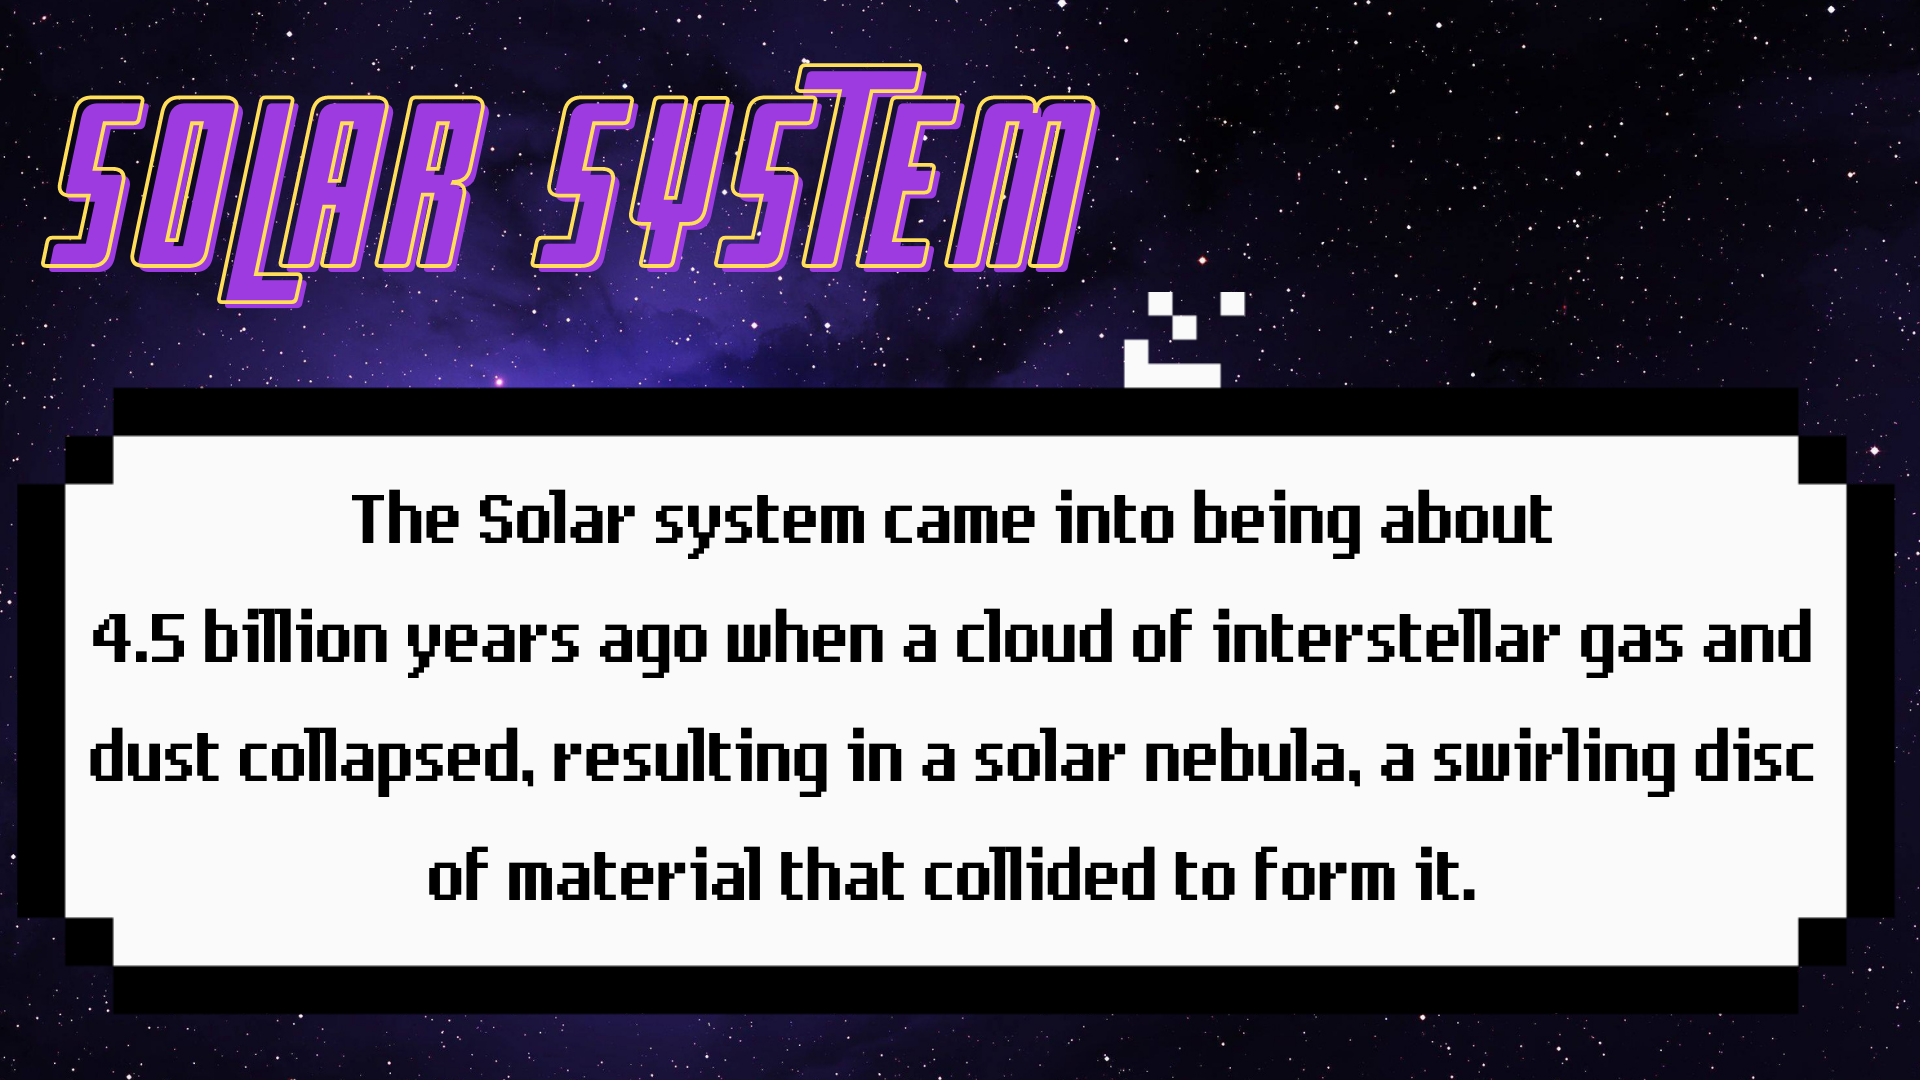 SOLAR SYSTEM
The Solar system came into being about
4.5 billion years ago when a cloud of interstellar gas and
dust collapsed, resulting in a solar nebula, a swirling disc
of material that collided to form it.